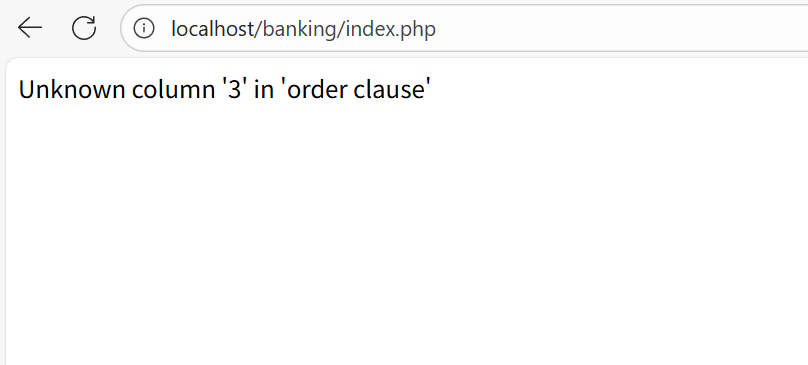 localhost/banking/index.php
Unknown column '3' in 'order clause'